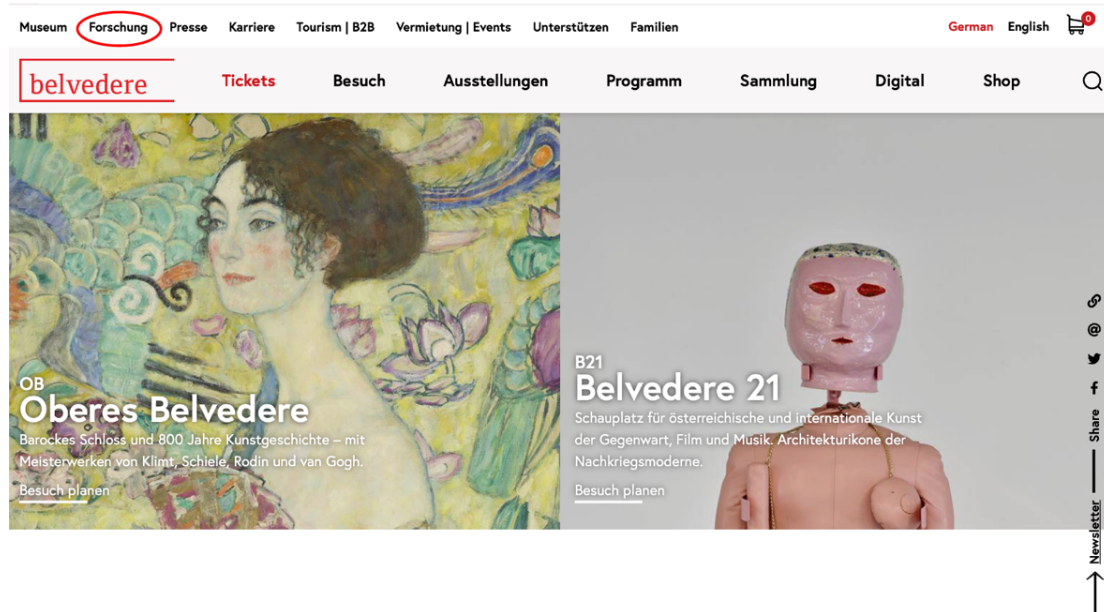 Museum Forschung Presse Karriere Tourism | B2B Vermietung | Events Unterstützen Familien German English 0
belvedere Tickets Besuch Ausstellungen Programm Sammlung Digital Shop
OB
Oberes Belvedere
Barockes Schloss und 800 Jahre Kunstgeschichte – mit
Meisterwerken von Klimt, Schiele, Rodin und van Gogh.
Besuch planen
B21
Belvedere 21
Schauplatz für österreichische und internationale Kunst
der Gegenwart, Film und Musik. Architekturikone der
Nachkriegsmoderne.
Besuch planen
Share
Newsletter